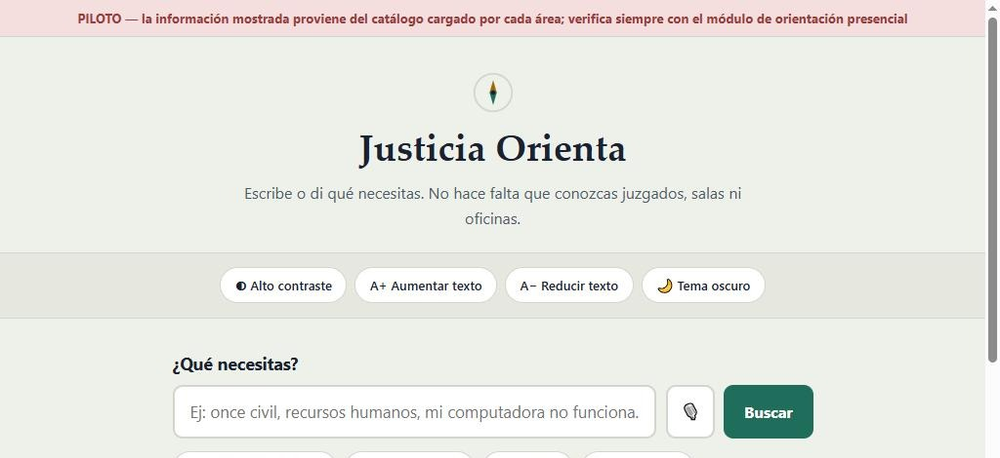 PILOTO — la información mostrada proviene del catálogo cargado por cada área; verifica siempre con el módulo de orientación presencial
Justicia Orienta
Escribe o di qué necesitas. No hace falta que conozcas juzgados, salas ni
oficinas.
Alto contraste
A+ Aumentar texto
A− Reducir texto
Tema oscuro
¿Qué necesitas?
Ej: once civil, recursos humanos, mi computadora no funciona.
Buscar